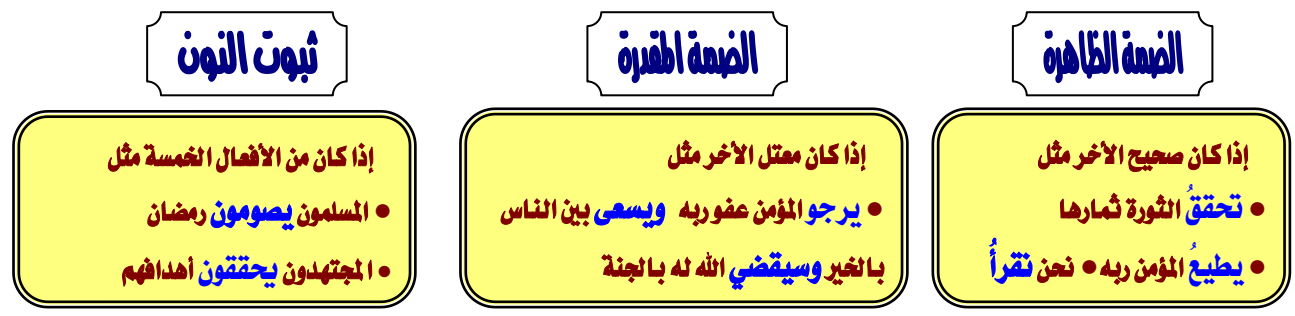 الضمة الظاهرة
إذا كان صحيح الأخر مثل
• تحققُ الثورة ثمارها
• يطيعُ المؤمن ربه • نحن نقرأُ
الضمة المقدرة
إذا كان معتل الأخر مثل
• يرجو المؤمن عفو ربه ويسعى بين الناس
بالخير وسيقضي الله له بالجنة
ثبوت النون
إذا كان من الأفعال الخمسة مثل
• المسلمون يصومون رمضان
• المجتهدون يحققون أهدافهم